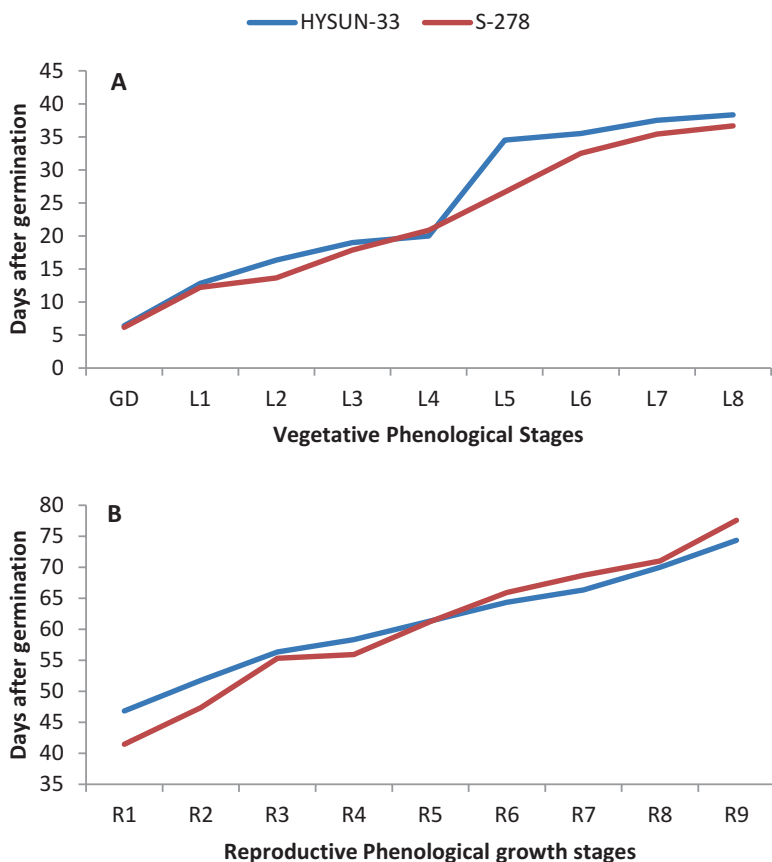 HYSUN-33 S-278
A
Days after germination
45
40
35
30
25
20
15
10
5
0
GD L1 L2 L3 L4 L5 L6 L7 L8
Vegetative Phenological Stages
B
Days after germination
80
75
70
65
60
55
50
45
40
35
R1 R2 R3 R4 R5 R6 R7 R8 R9
Reproductive Phenological growth stages